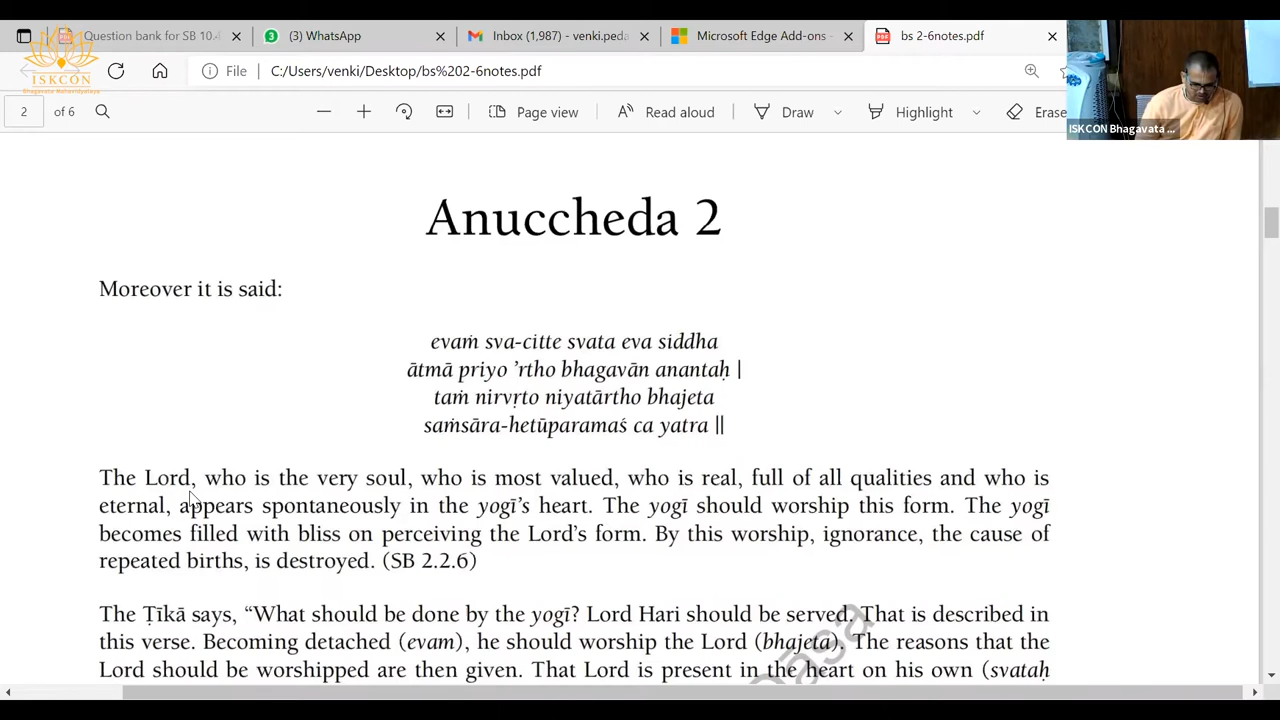 Question bank for SB 10.
(3) WhatsApp
Inbox (1,987) - venki.peda
Microsoft Edge Add-ons -
bs 2-6notes.pdf
ISKCON
Bhagavata Mahavidyalaya
File
C:/Users/venki/Desktop/bs%202-6notes.pdf
2 of 6
Page view
Read aloud
Draw
Highlight
Erase
ISKCON Bhagavata ...
Anuccheda 2
Moreover it is said:
evaṁ sva-citte svata eva siddha
ātmā priyo ’rtho bhagavān anantaḥ |
taṁ nirvṛto niyatārtho bhajeta
saṁsāra-hetūparamaś ca yatra ||
The Lord, who is the very soul, who is most valued, who is real, full of all qualities and who is
eternal, appears spontaneously in the yogī’s heart. The yogī should worship this form. The yogī
becomes filled with bliss on perceiving the Lord’s form. By this worship, ignorance, the cause of
repeated births, is destroyed. (SB 2.2.6)
The Ṭīkā says, “What should be done by the yogī? Lord Hari should be served. That is described in
this verse. Becoming detached (evam), he should worship the Lord (bhajeta). The reasons that the
Lord should be worshipped are then given. That Lord is present in the heart on his own (svataḥ